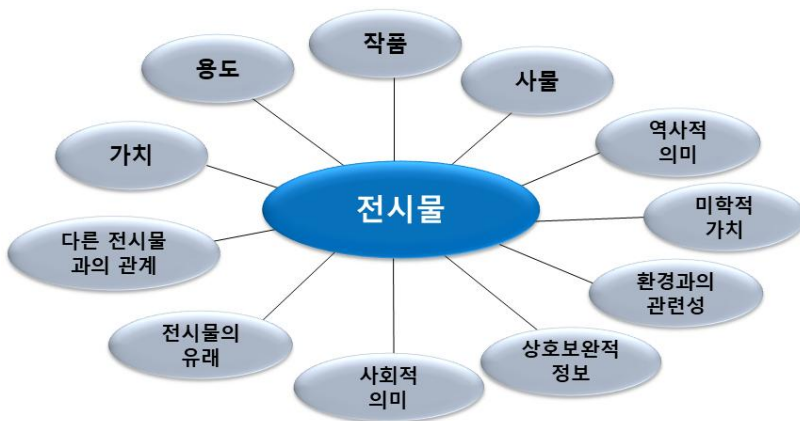 작품
용도
사물
역사적
의미
가치
전시물
미학적
가치
다른 전시물
과의 관계
환경과의
관련성
전시물의
유래
상호보완적
정보
사회적
의미